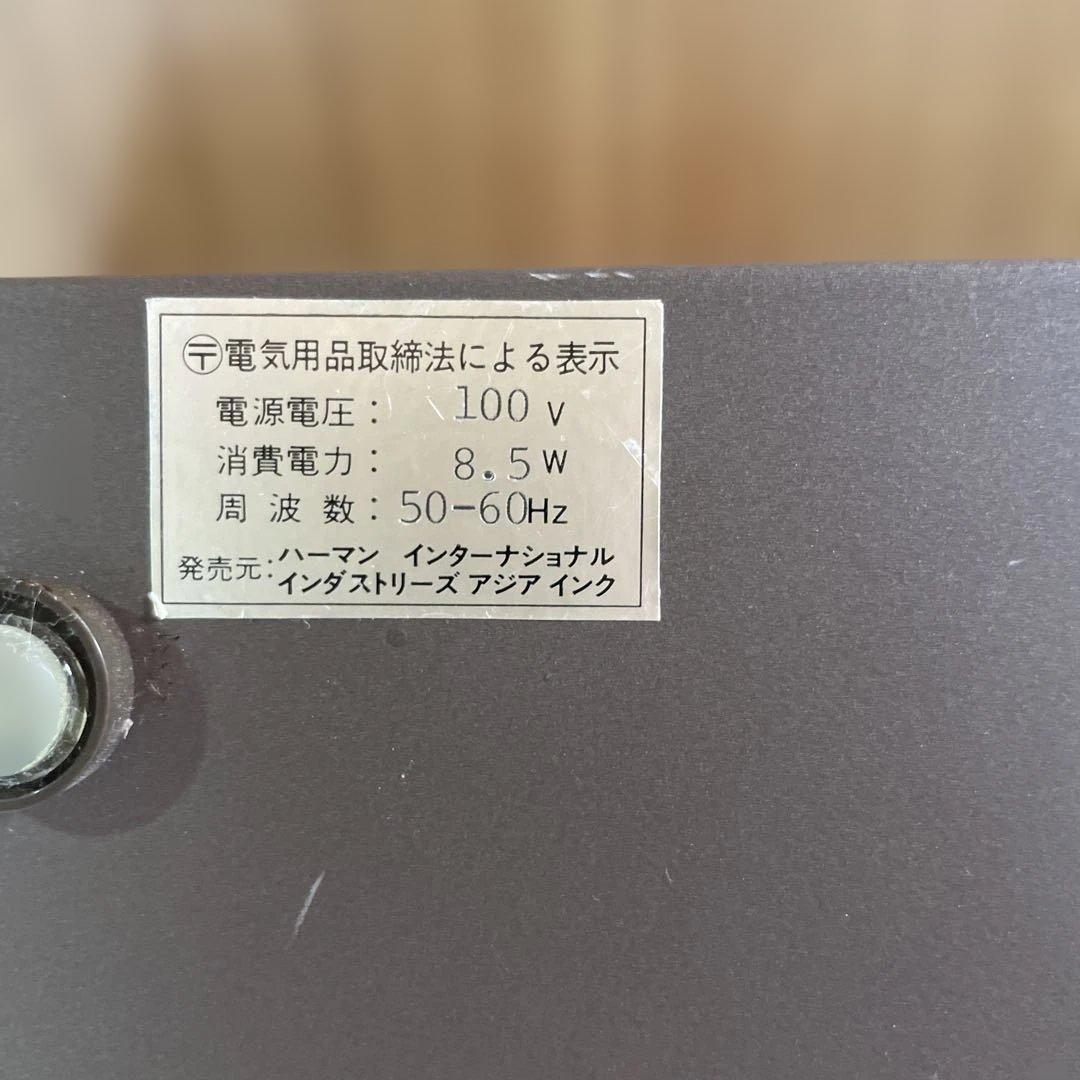 〶電気用品取締法による表示
電源電圧: 100 V
消費電力: 8.5W
周波数: 50-60Hz
発売元: ハーマン インターナショナル
インダストリーズ アジア インク